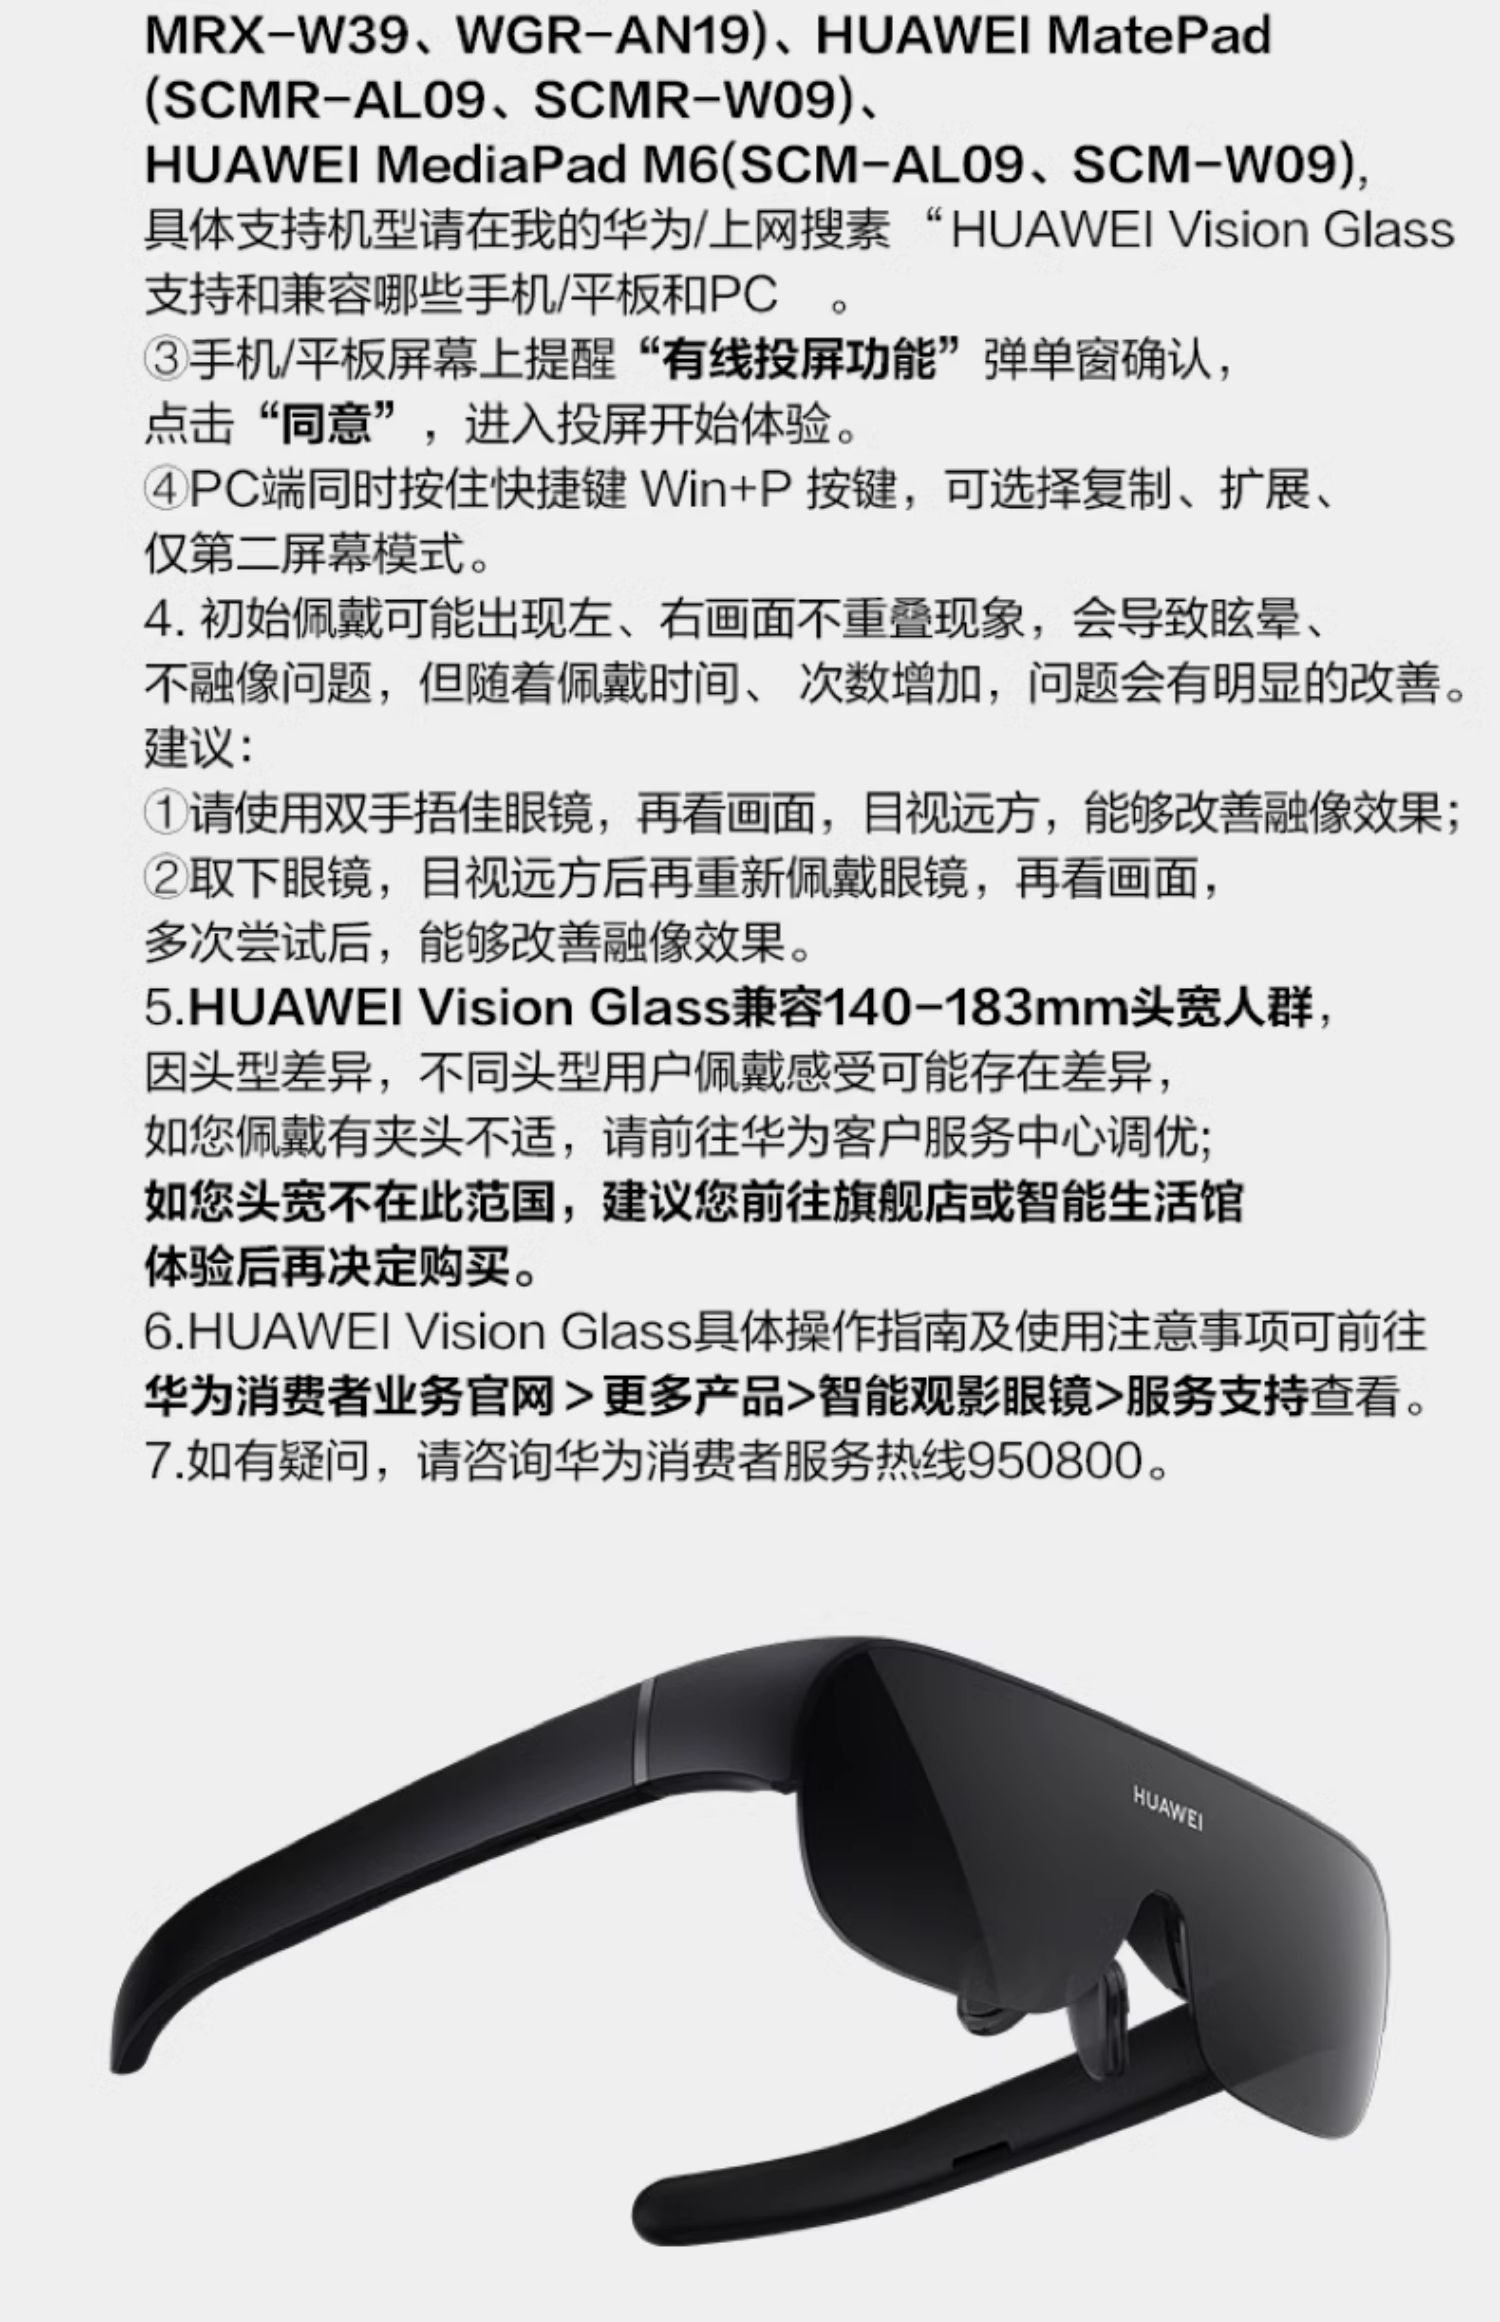 MRX-W39、WGR-AN19)、HUAWEI MatePad
(SCMR-AL09、SCMR-W09)、
HUAWEI MediaPad M6(SCM-AL09、SCM-W09),
具体支持机型请在我的华为/上网搜素“HUAWEI Vision Glass
支持和兼容哪些手机/平板和PC 。
③手机/平板屏幕上提醒“有线投屏功能”弹单窗确认，
点击“同意”，进入投屏开始体验。
④PC端同时按住快捷键 Win+P 按键，可选择复制、扩展、
仅第二屏幕模式。
4. 初始佩戴可能出现左、右画面不重叠现象，会导致眩晕、
不融像问题，但随着佩戴时间、 次数增加，问题会有明显的改善。
建议：
①请使用双手捂佳眼镜，再看画面，目视远方，能够改善融像效果；
②取下眼镜，目视远方后再重新佩戴眼镜，再看画面，
多次尝试后，能够改善融像效果。
5.HUAWEI Vision Glass兼容140-183mm头宽人群，
因头型差异，不同头型用户佩戴感受可能存在差异，
如您佩戴有夹头不适，请前往华为客户服务中心调优;
如您头宽不在此范国，建议您前往旗舰店或智能生活馆
体验后再决定购买。
6.HUAWEI Vision Glass具体操作指南及使用注意事项可前往
华为消费者业务官网＞更多产品>智能观影眼镜>服务支持查看。
7.如有疑问，请咨询华为消费者服务热线950800。
HUAWEI